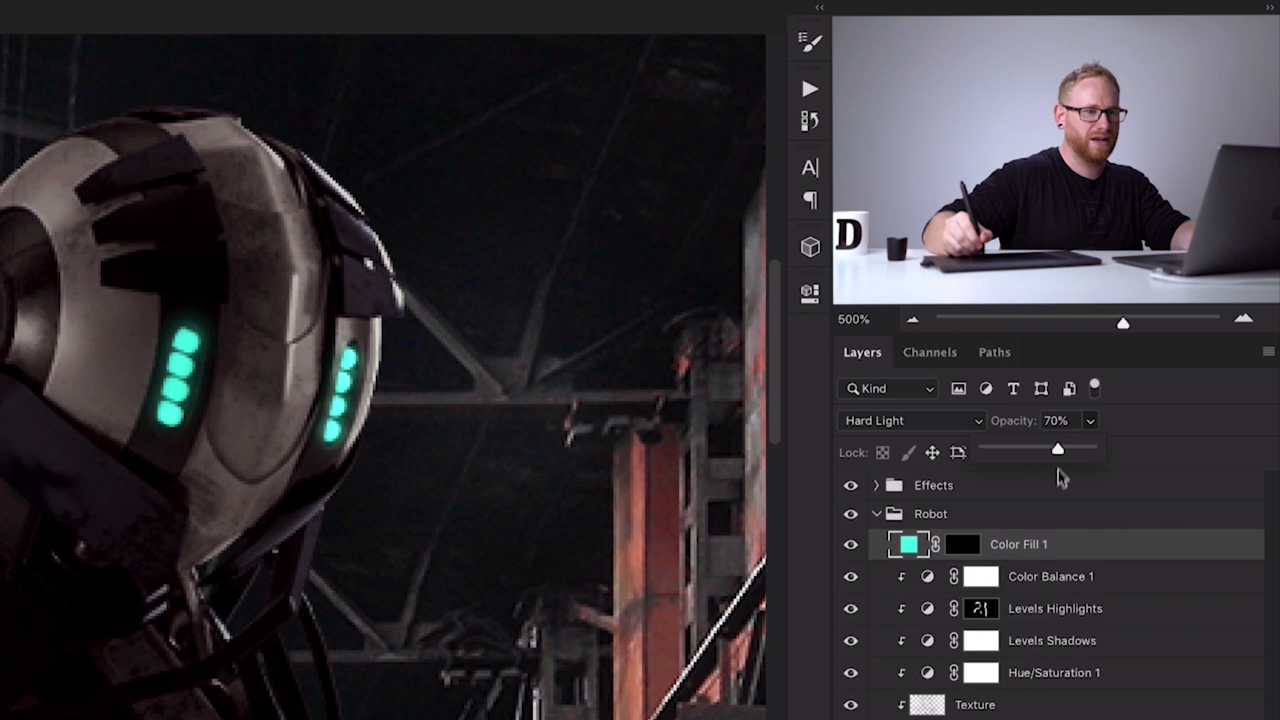 D
500%
Layers Channels Paths
Kind
Hard Light Opacity: 70%
Lock:
Effects
Robot
Color Fill 1
Color Balance 1
Levels Highlights
Levels Shadows
Hue/Saturation 1
Texture